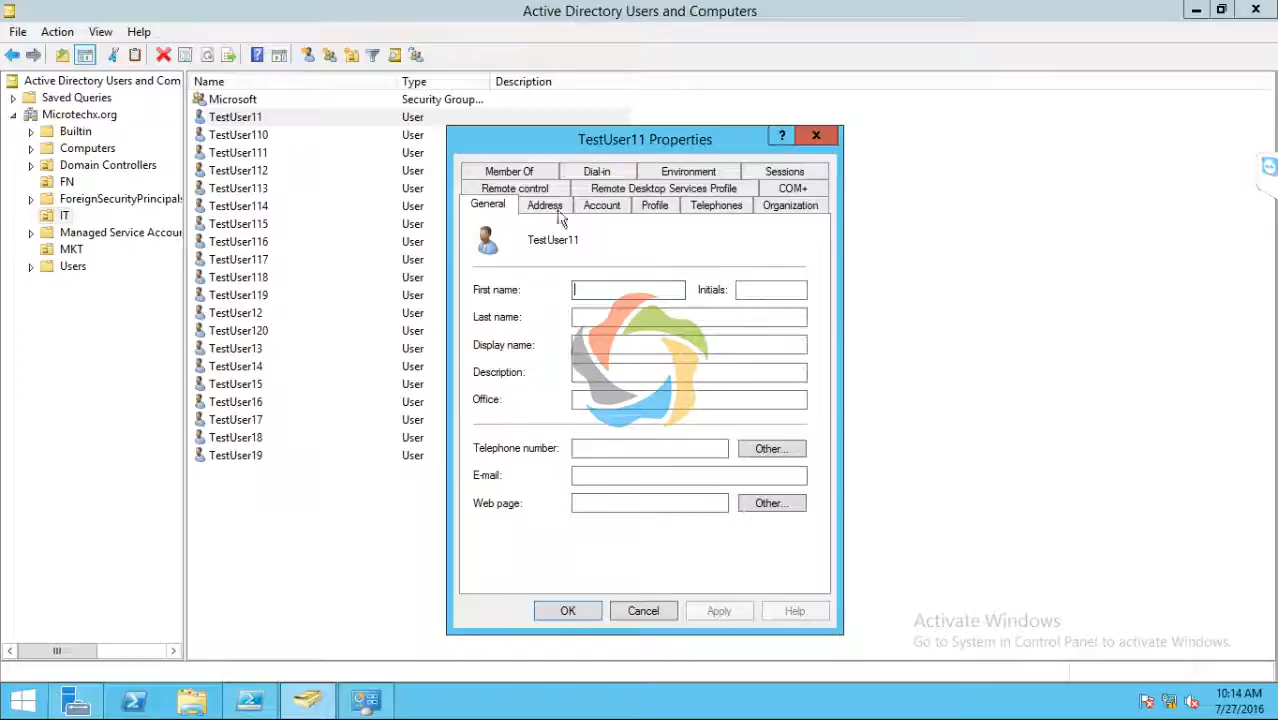 Active Directory Users and Computers
File Action View Help
Active Directory Users and Com
Saved Queries
Microtechx.org
Builtin
Computers
Domain Controllers
FN
ForeignSecurityPrincipals
IT
Managed Service Accour
MKT
Users
Name Type Description
Microsoft Security Group...
TestUser11 User
TestUser110 User
TestUser111 User
TestUser112 User
TestUser113 User
TestUser114 User
TestUser115 User
TestUser116 User
TestUser117 User
TestUser118 User
TestUser119 User
TestUser12 User
TestUser120 User
TestUser13 User
TestUser14 User
TestUser15 User
TestUser16 User
TestUser17 User
TestUser18 User
TestUser19 User
TestUser11 Properties
Member Of Dial-in Environment Sessions
Remote control Remote Desktop Services Profile COM+
General Address Account Profile Telephones Organization
TestUser11
First name: Initials:
Last name:
Display name:
Description:
Office:
Telephone number: Other...
E-mail:
Web page: Other...
OK Cancel Apply Help
Activate Windows
Go to System in Control Panel to activate Windows.
10:14 AM
7/27/2016